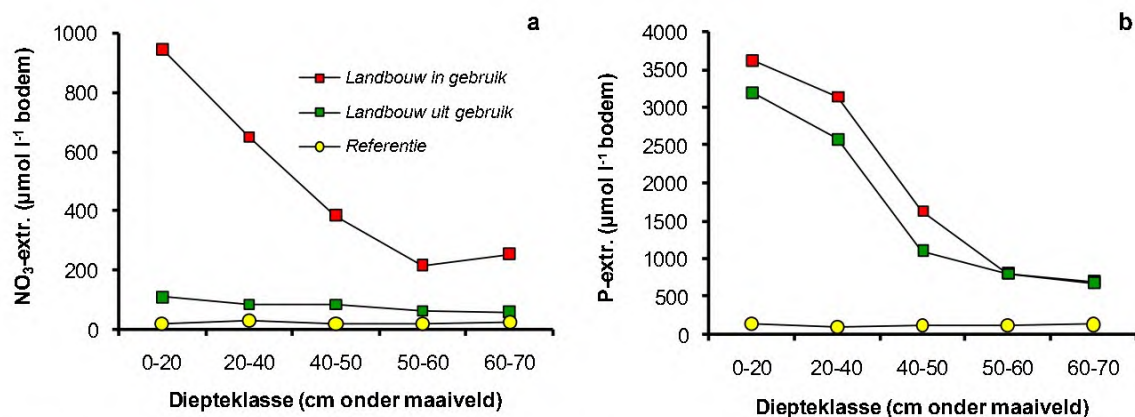 a
1000
800
600
400
200
0
NO₃-extr. (µmol l⁻¹ bodem)
Landbouw in gebruik
Landbouw uit gebruik
Referentie
0-20 20-40 40-50 50-60 60-70
Diepteklasse (cm onder maaiveld)
b
4000
3500
3000
2500
2000
1500
1000
500
0
P-extr. (µmol l⁻¹ bodem)
0-20 20-40 40-50 50-60 60-70
Diepteklasse (cm onder maaiveld)